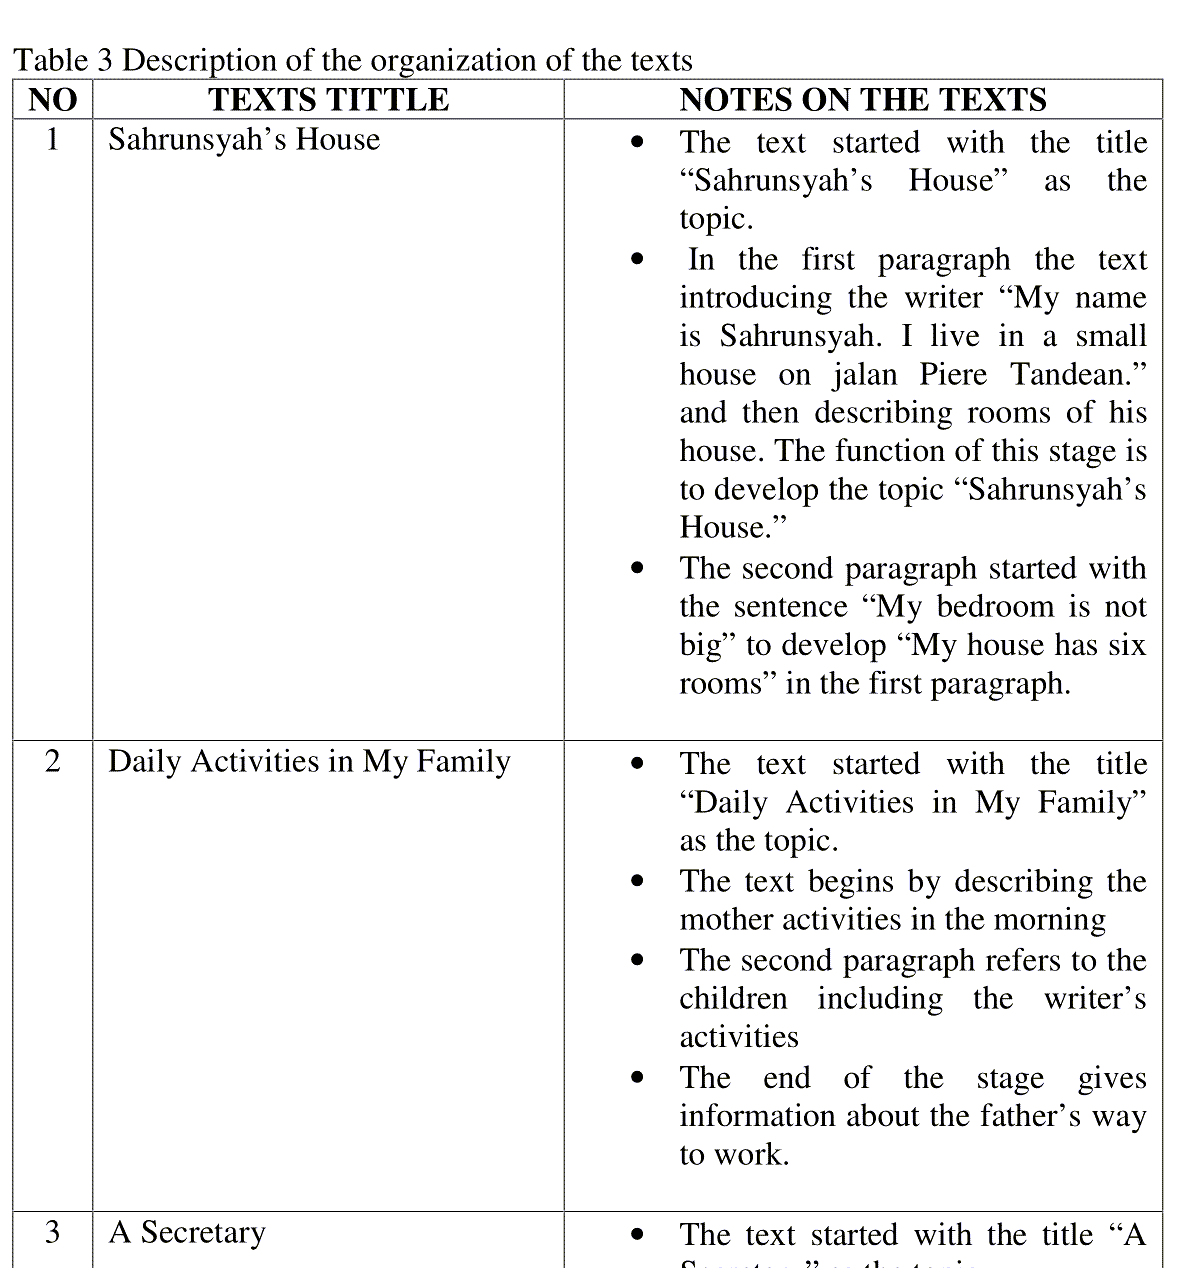 Table 3 Description of the organization of the texts
NO TEXTS TITTLE NOTES ON THE TEXTS
1 Sahrunsyah’s House • The text started with the title
“Sahrunsyah’s House” as the
topic.
• In the first paragraph the text
introducing the writer “My name
is Sahrunsyah. I live in a small
house on jalan Piere Tandean.”
and then describing rooms of his
house. The function of this stage is
to develop the topic “Sahrunsyah’s
House.”
• The second paragraph started with
the sentence “My bedroom is not
big” to develop “My house has six
rooms” in the first paragraph.
2 Daily Activities in My Family • The text started with the title
“Daily Activities in My Family”
as the topic.
• The text begins by describing the
mother activities in the morning
• The second paragraph refers to the
children including the writer’s
activities
• The end of the stage gives
information about the father’s way
to work.
3 A Secretary • The text started with the title “A